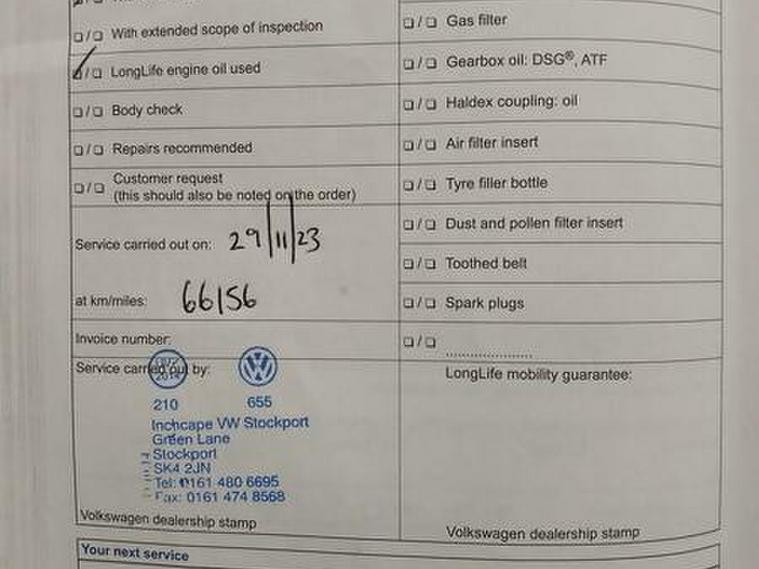 ❏/❏ With extended scope of inspection
❏/❏ LongLife engine oil used
❏/❏ Body check
❏/❏ Repairs recommended
❏/❏ Customer request
(this should also be noted on the order)
Service carried out on: 29/11/23
at km/miles: 66156
Invoice number:
Service carried out by:
210 655
Inchcape VW Stockport
Green Lane
Stockport
SK4 2JN
Tel: 0161 480 6695
Fax: 0161 474 8568
Volkswagen dealership stamp
❏/❏ Gas filter
❏/❏ Gearbox oil: DSG®, ATF
❏/❏ Haldex coupling: oil
❏/❏ Air filter insert
❏/❏ Tyre filler bottle
❏/❏ Dust and pollen filter insert
❏/❏ Toothed belt
❏/❏ Spark plugs
❏/❏ ....................
LongLife mobility guarantee:
Volkswagen dealership stamp
Your next service